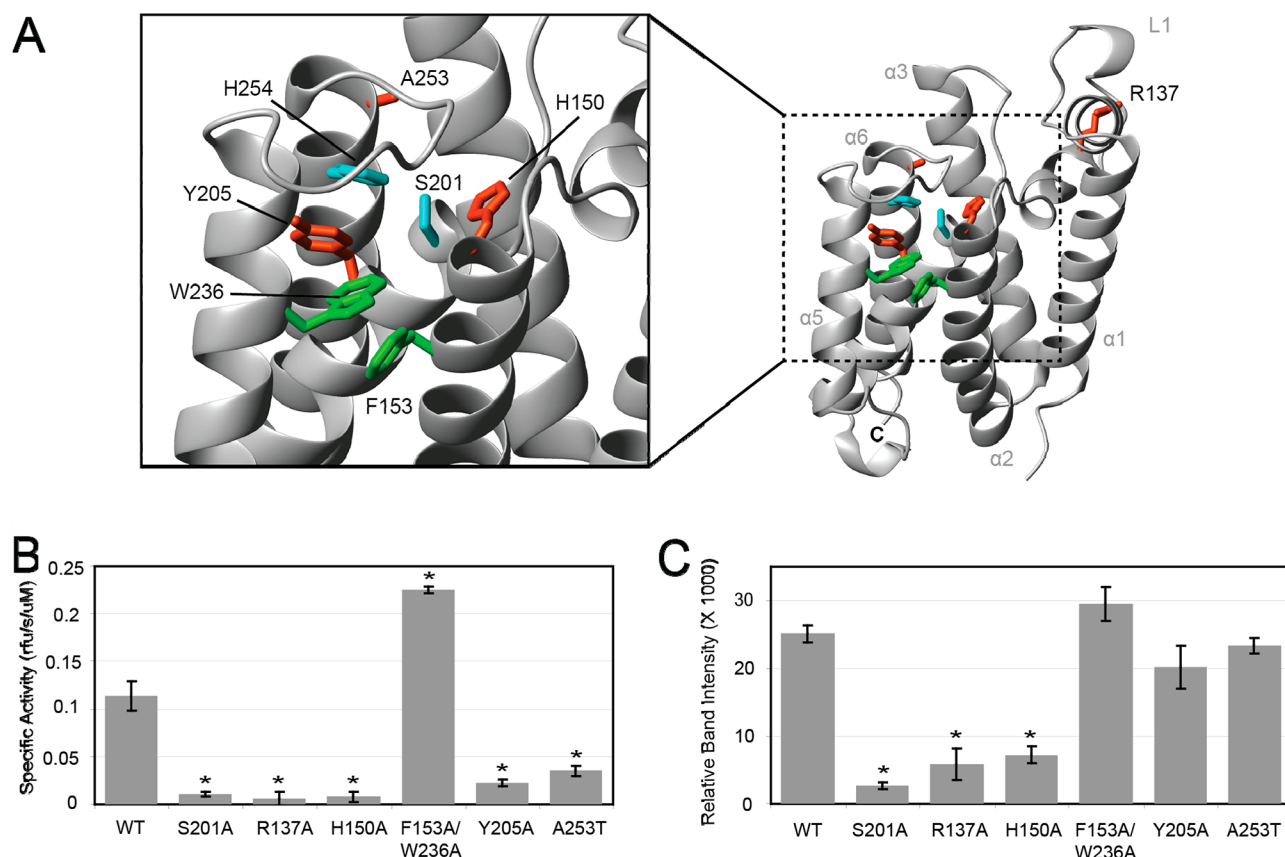 A
H254
A253
H150
S201
Y205
W236
F153
L1
α3
R137
α6
α5
α1
C
α2
B
Specific Activity (rfu/s/uM)
0.25
0.2
0.15
0.1
0.05
0
*
*
*
*
*
*
WT
S201A
R137A
H150A
F153A/
W236A
Y205A
A253T
C
Relative Band Intensity (X 1000)
30
20
10
0
*
*
*
WT
S201A
R137A
H150A
F153A/
W236A
Y205A
A253T